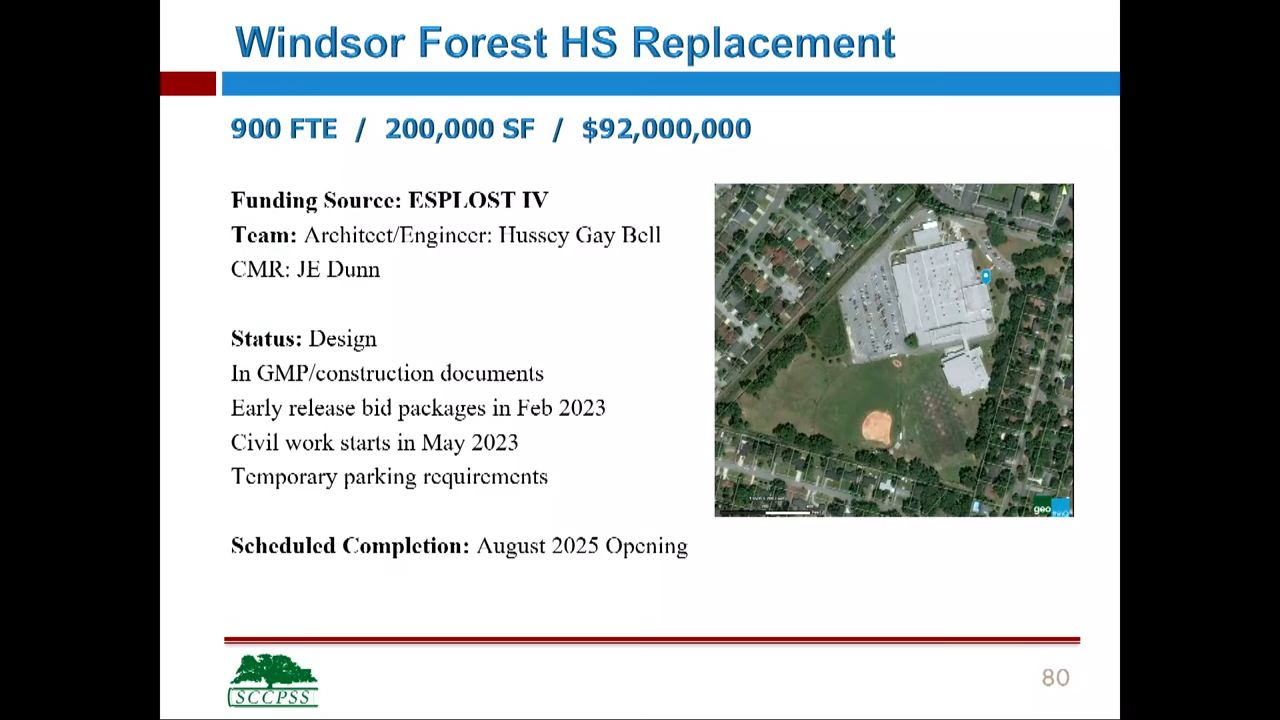 Windsor Forest HS Replacement
900 FTE / 200,000 SF / $92,000,000
Funding Source: ESPLOST IV
Team: Architect/Engineer: Hussey Gay Bell
CMR: JE Dunn
Status: Design
In GMP/construction documents
Early release bid packages in Feb 2023
Civil work starts in May 2023
Temporary parking requirements
Scheduled Completion: August 2025 Opening
geo
SCCPSS
80